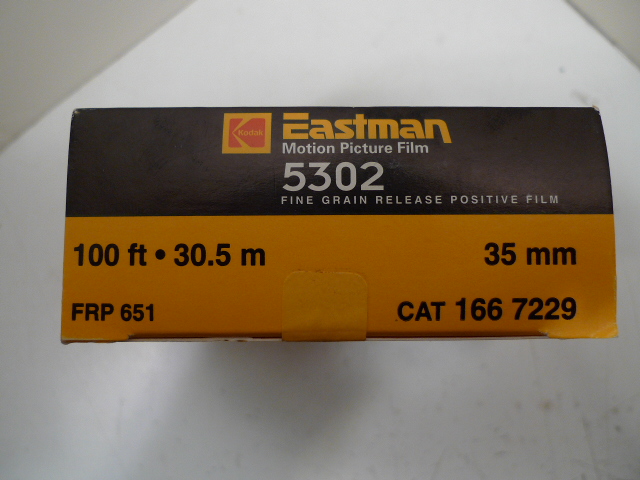 Kodak
Eastman
Motion Picture Film
5302
FINE GRAIN RELEASE POSITIVE FILM
100 ft • 30.5 m
35 mm
FRP 651
CAT 166 7229